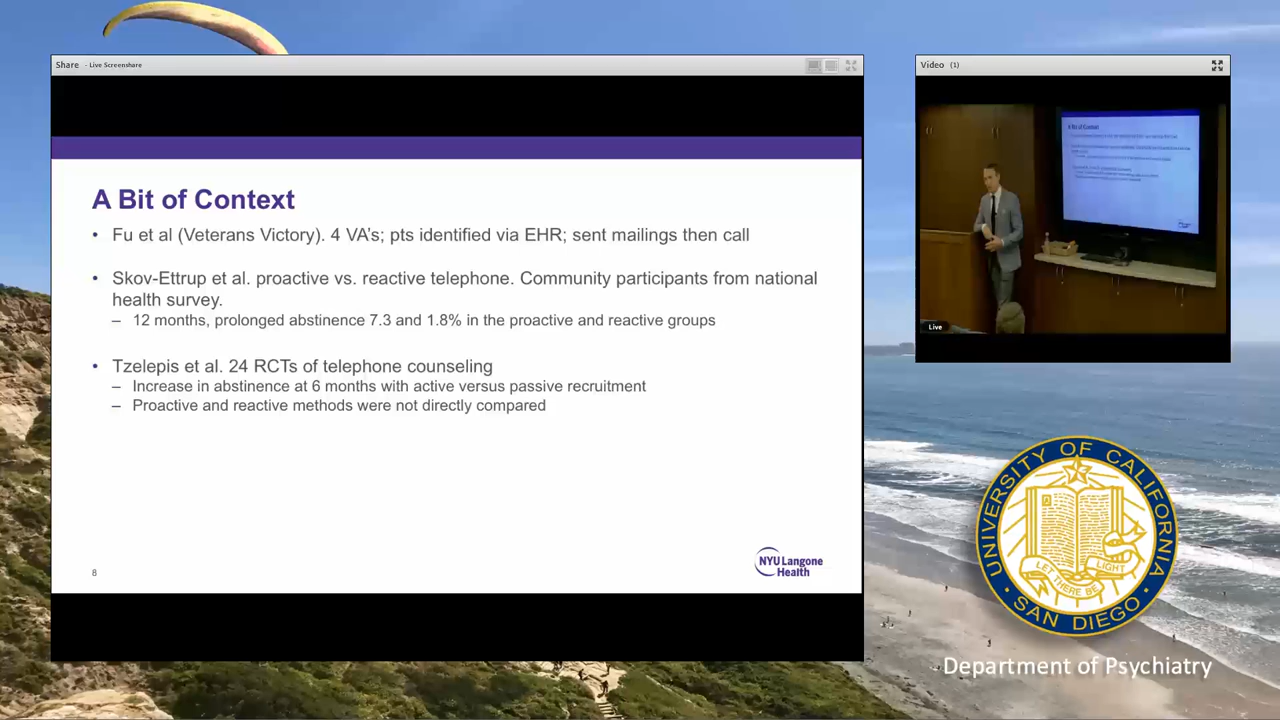 Share - Live Screenshare
A Bit of Context
• Fu et al (Veterans Victory). 4 VA's; pts identified via EHR; sent mailings then call
• Skov-Ettrup et al. proactive vs. reactive telephone. Community participants from national
health survey.
– 12 months, prolonged abstinence 7.3 and 1.8% in the proactive and reactive groups
• Tzelepis et al. 24 RCTs of telephone counseling
– Increase in abstinence at 6 months with active versus passive recruitment
– Proactive and reactive methods were not directly compared
8
NYU Langone
Health
Video (1)
A Bit of Context
Live
UNIVERSITY OF CALIFORNIA
LET THERE BE LIGHT
SAN DIEGO
Department of Psychiatry